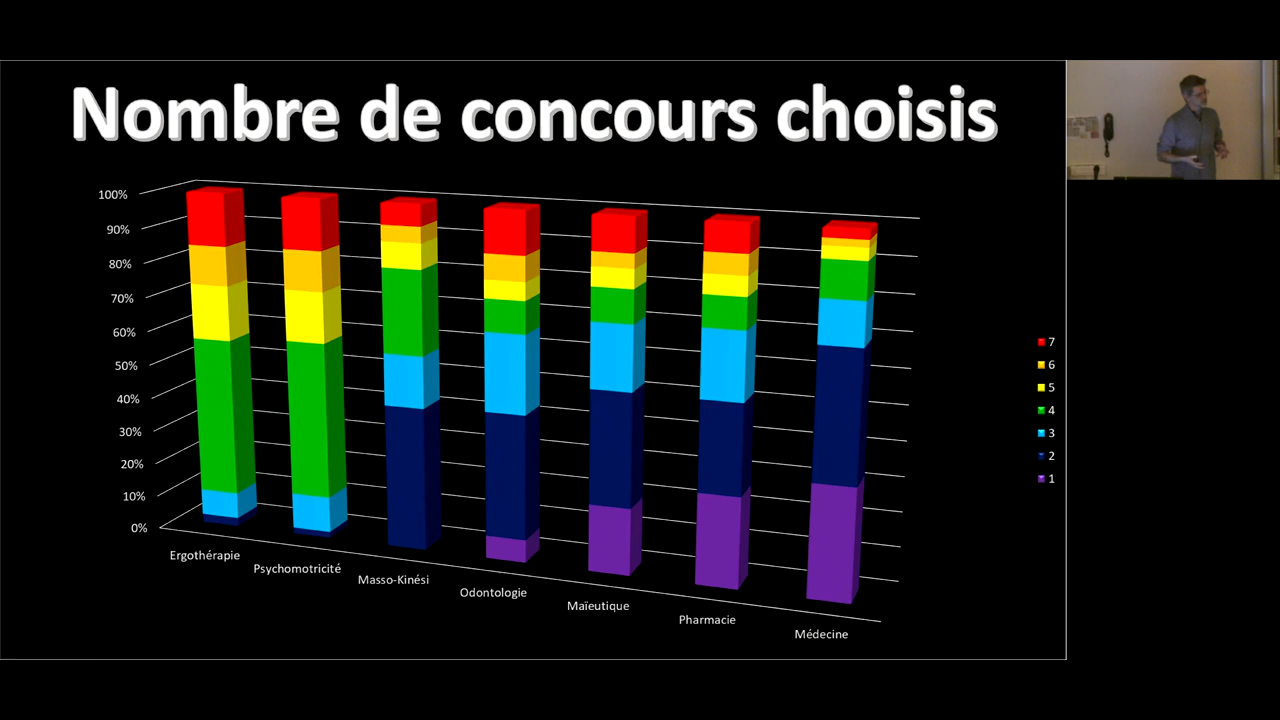 Nombre de concours choisis
100%
90%
80%
70%
60%
50%
40%
30%
20%
10%
0%
Ergothérapie
Psychomotricité
Masso-Kinési
Odontologie
Maïeutique
Pharmacie
Médecine
7
6
5
4
3
2
1